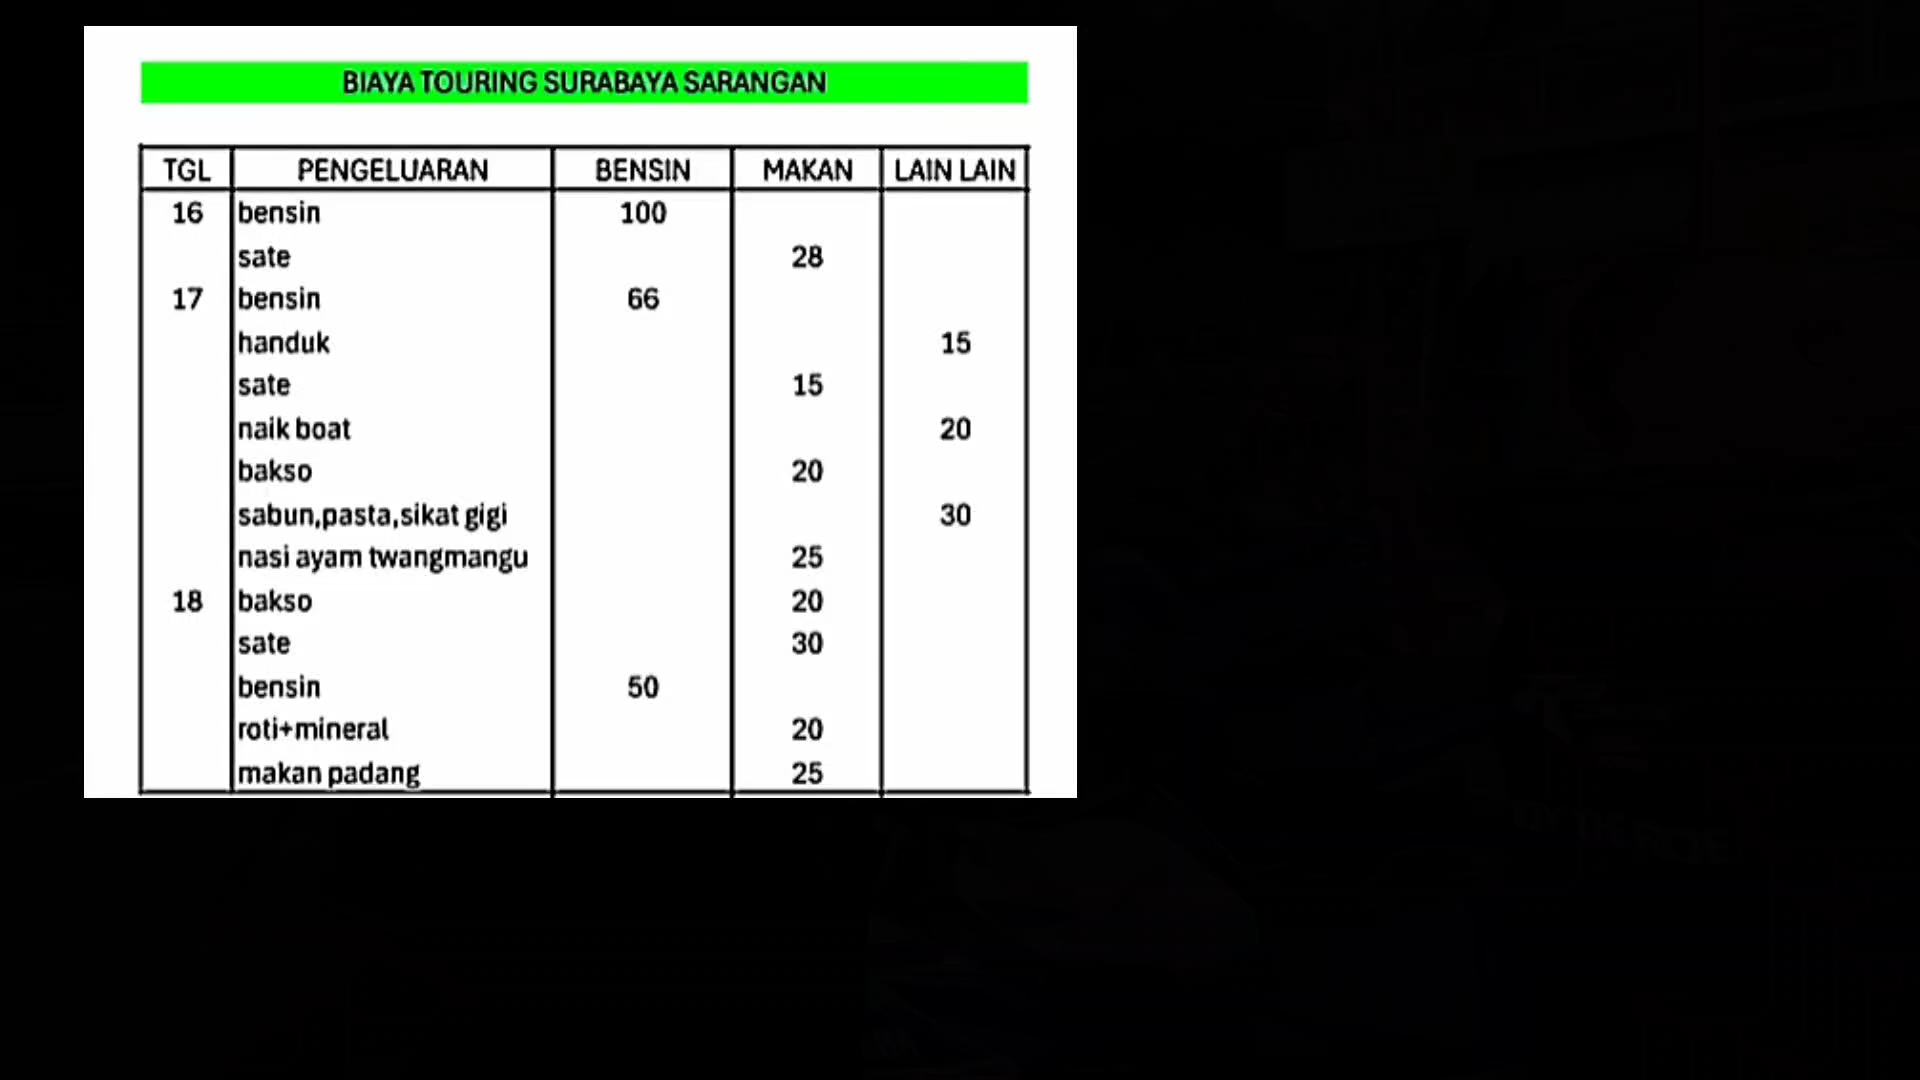 BIAYA TOURING SURABAYA SARANGAN
TGL PENGELUARAN BENSIN MAKAN LAIN LAIN
16 bensin 100
sate 28
17 bensin 66
handuk 15
sate 15
naik boat 20
bakso 20
sabun,pasta,sikat gigi 30
nasi ayam twangmangu 25
18 bakso 20
sate 30
bensin 50
roti+mineral 20
makan padang 25